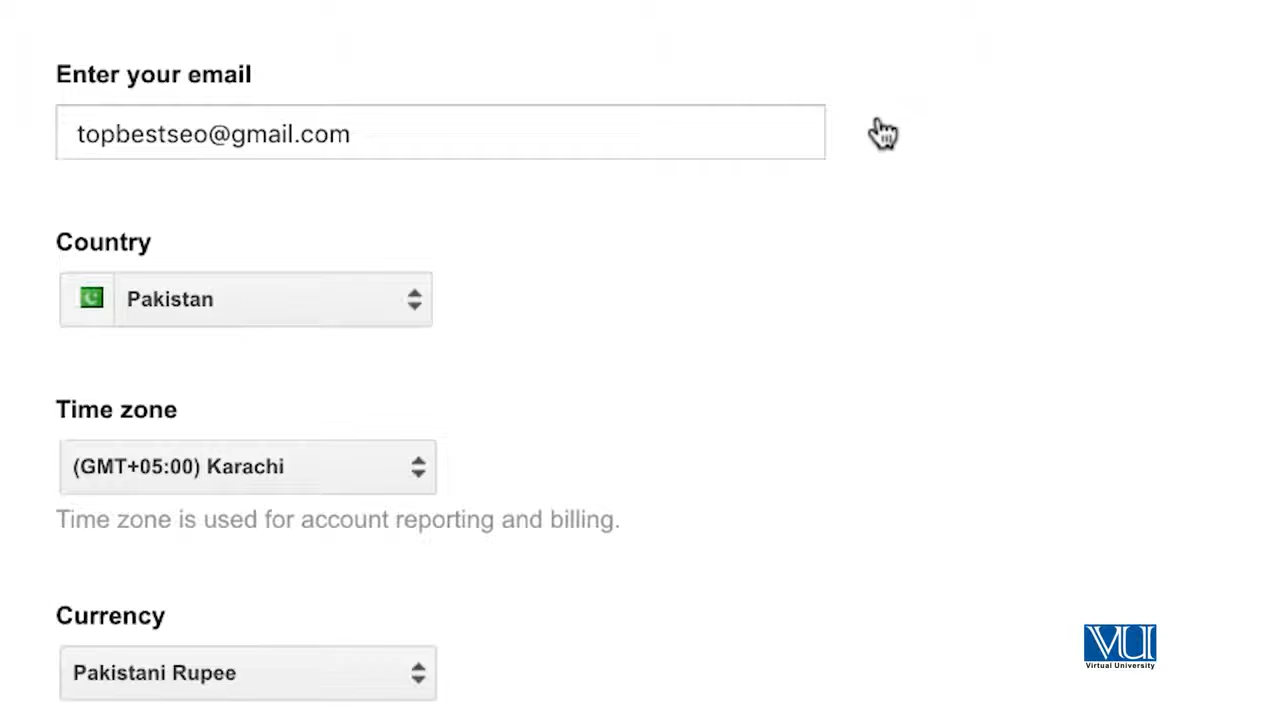 Enter your email
topbestseo@gmail.com
Country
Pakistan
Time zone
(GMT+05:00) Karachi
Time zone is used for account reporting and billing.
Currency
Pakistani Rupee
VU
Virtual University